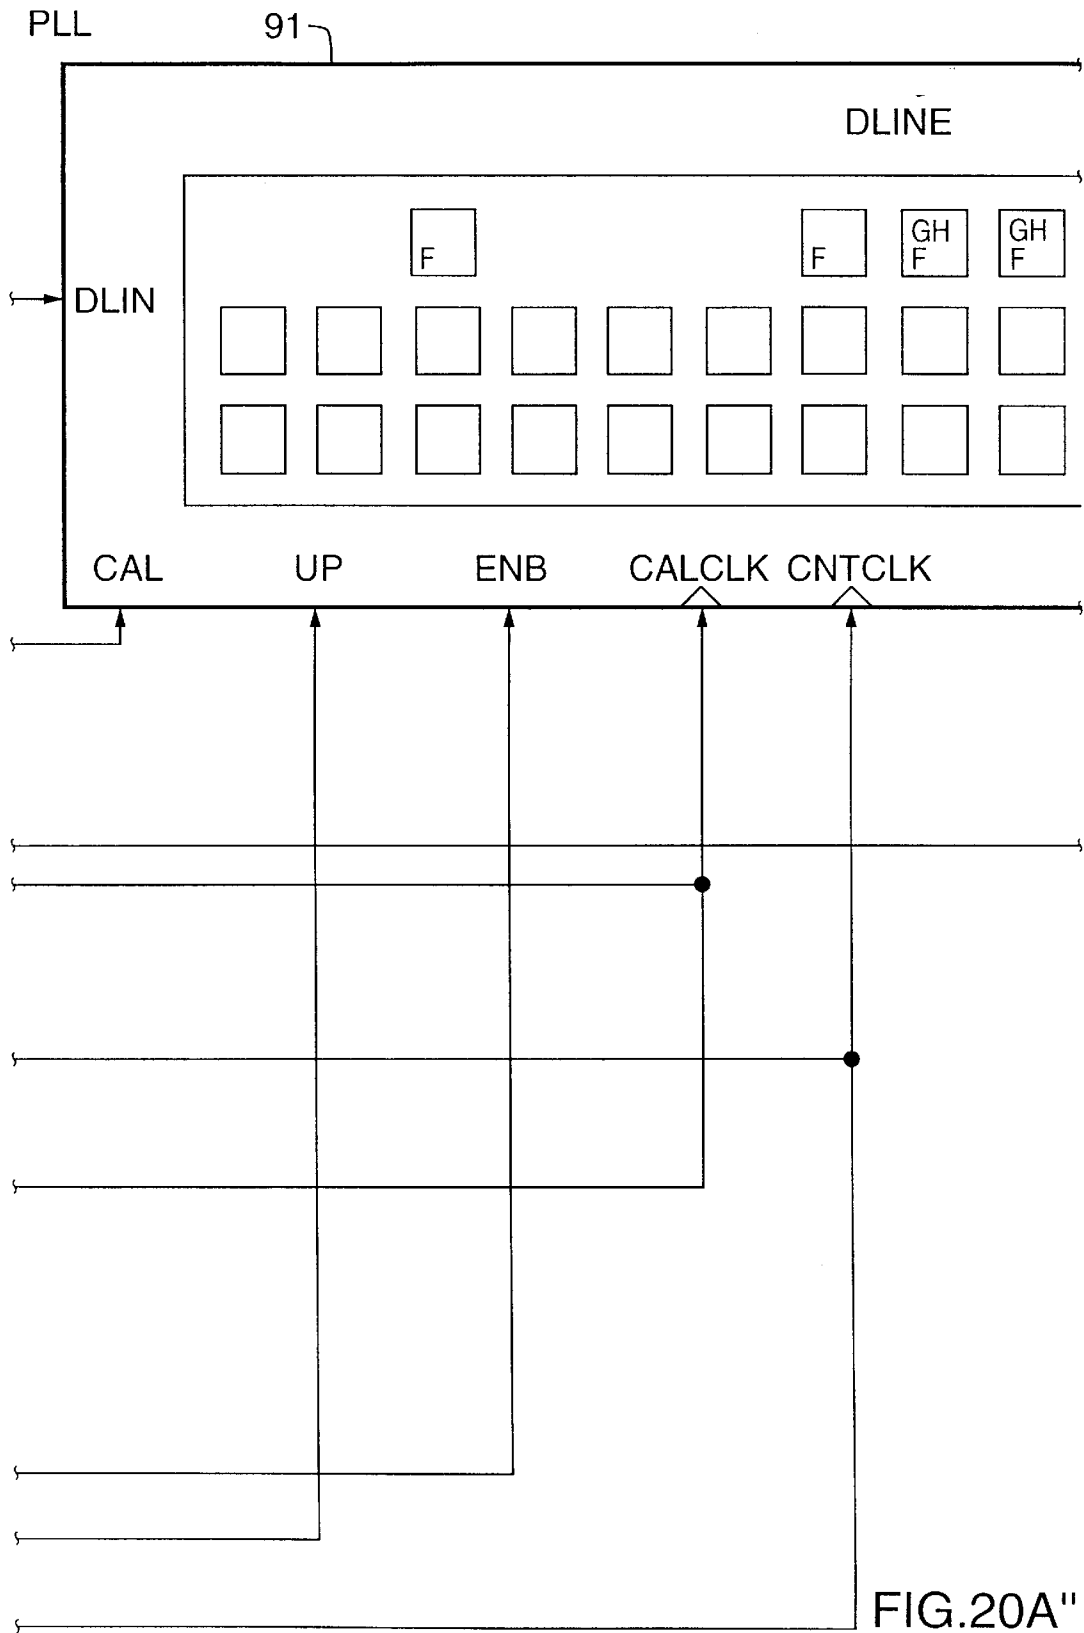 PLL
91
DLINE
F
F
GH
F
GH
F
DLIN
CAL
UP
ENB
CALCLK
CNTCLK
FIG.20A"